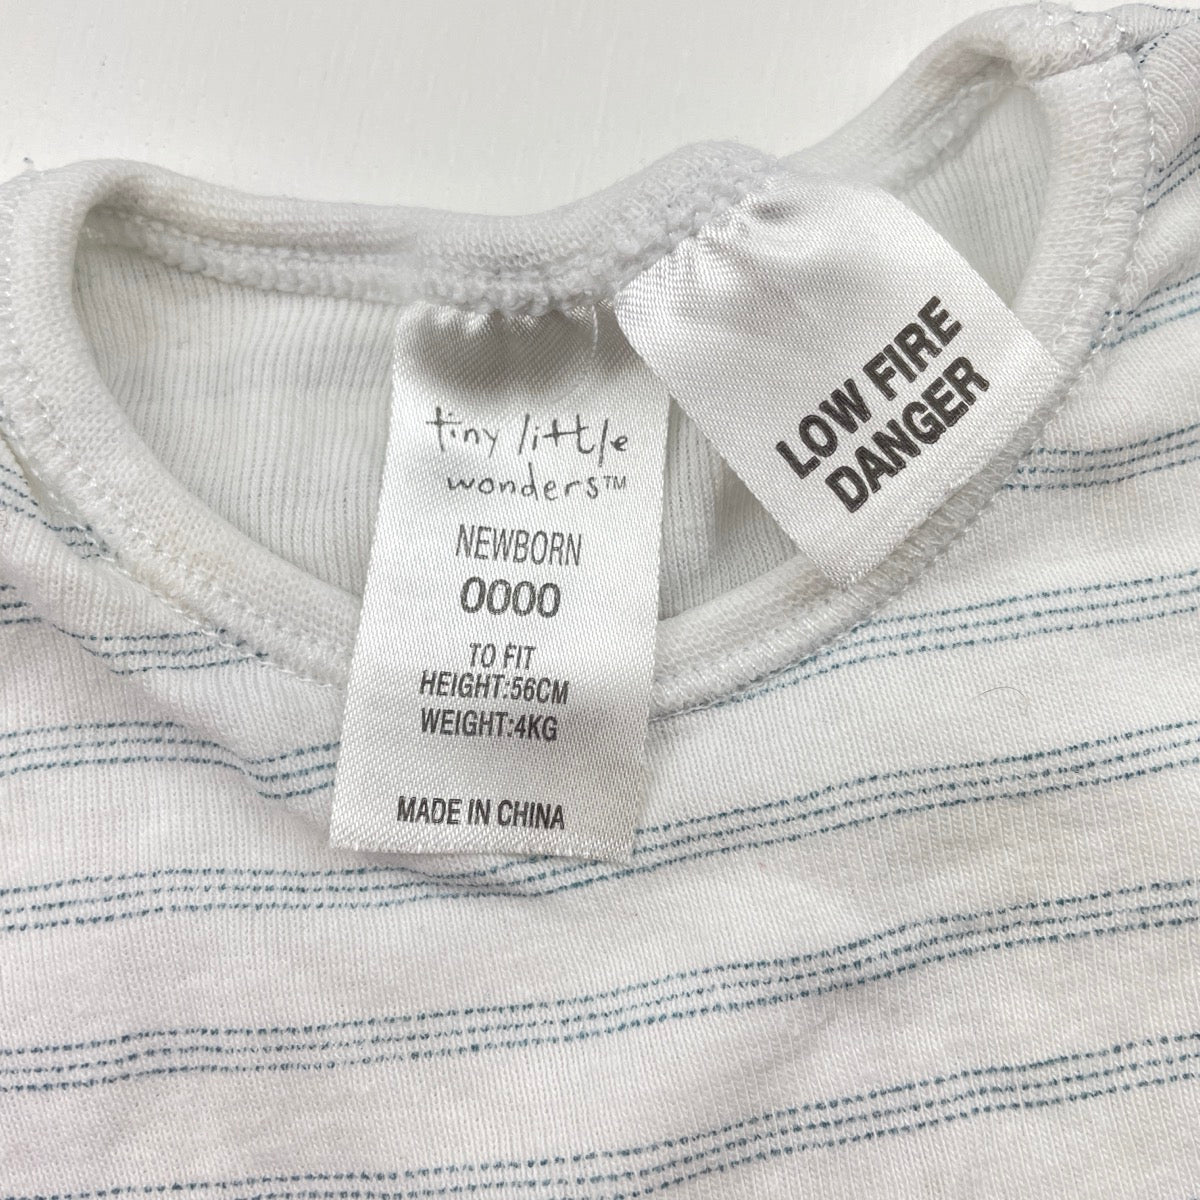 tiny little
wonders™
NEWBORN
0000
TO FIT
HEIGHT:56CM
WEIGHT:4KG
MADE IN CHINA
LOW FIRE
DANGER